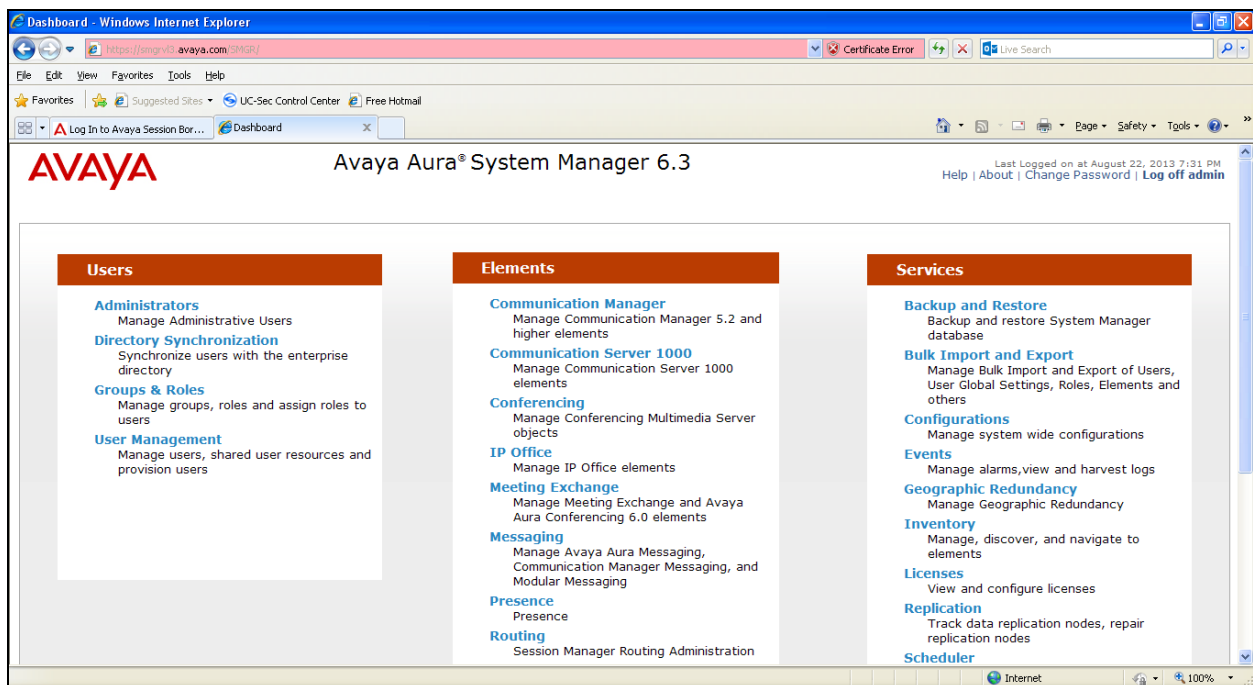 Dashboard - Windows Internet Explorer
https://smgrvl3.avaya.com/SMGR/
Certificate Error
Live Search
File Edit View Favorites Tools Help
Favorites
Suggested Sites
UC-Sec Control Center
Free Hotmail
Log In to Avaya Session Bor...
Dashboard
Page
Safety
Tools
AVAYA
Avaya Aura® System Manager 6.3
Last Logged on at August 22, 2013 7:31 PM
Help | About | Change Password | Log off admin
Users
Administrators
Manage Administrative Users
Directory Synchronization
Synchronize users with the enterprise
directory
Groups & Roles
Manage groups, roles and assign roles to
users
User Management
Manage users, shared user resources and
provision users
Elements
Communication Manager
Manage Communication Manager 5.2 and
higher elements
Communication Server 1000
Manage Communication Server 1000
elements
Conferencing
Manage Conferencing Multimedia Server
objects
IP Office
Manage IP Office elements
Meeting Exchange
Manage Meeting Exchange and Avaya
Aura Conferencing 6.0 elements
Messaging
Manage Avaya Aura Messaging,
Communication Manager Messaging, and
Modular Messaging
Presence
Presence
Routing
Session Manager Routing Administration
Services
Backup and Restore
Backup and restore System Manager
database
Bulk Import and Export
Manage Bulk Import and Export of Users,
User Global Settings, Roles, Elements and
others
Configurations
Manage system wide configurations
Events
Manage alarms,view and harvest logs
Geographic Redundancy
Manage Geographic Redundancy
Inventory
Manage, discover, and navigate to
elements
Licenses
View and configure licenses
Replication
Track data replication nodes, repair
replication nodes
Scheduler
Internet
100%